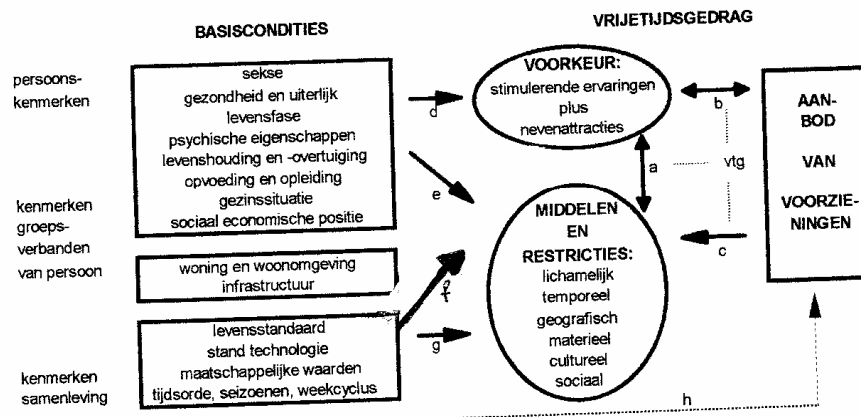 BASISCONDITIES
VRIJETIJDSGEDRAG
persoons-
kenmerken
kenmerken
groeps-
verbanden
van persoon
kenmerken
samenleving
sekse
gezondheid en uiterlijk
levensfase
psychische eigenschappen
levenshouding en -overtuiging
opvoeding en opleiding
gezinssituatie
sociaal economische positie
woning en woonomgeving
infrastructuur
levensstandaard
stand technologie
maatschappelijke waarden
tijdsorde, seizoenen, weekcyclus
d
e
f
g
VOORKEUR:
stimulerende ervaringen
plus
nevenattracties
a
b
vtg
c
MIDDELEN
EN
RESTRICTIES:
lichamelijk
temporeel
geografisch
materieel
cultureel
sociaal
AAN-
BOD
VAN
VOORZIE-
NINGEN
h